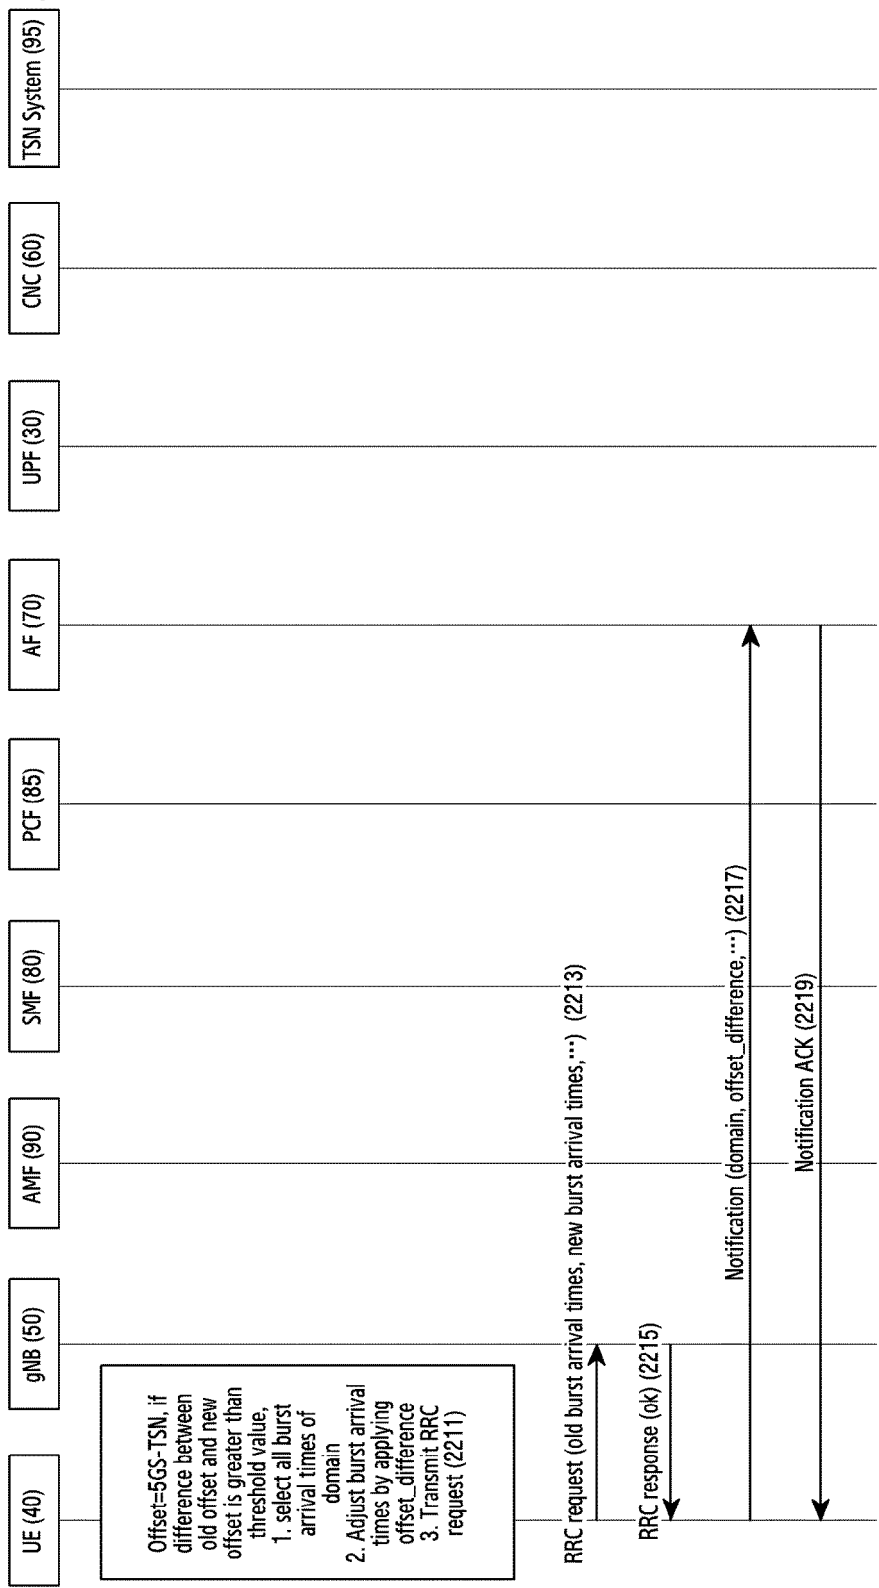 UE (40)
gNB (50)
AMF (90)
SMF (80)
PCF (85)
AF (70)
UPF (30)
CNC (60)
TSN System (95)
Offset=5GS-TSN, if
difference between
old offset and new
offset is greater than
threshold value,
1. select all burst
arrival times of
domain
2. Adjust burst arrival
times by applying
offset_difference
3. Transmit RRC
request (2211)
RRC request (old burst arrival times, new burst arrival times,···) (2213)
RRC response (ok) (2215)
Notification (domain, offset_difference,···) (2217)
Notification ACK (2219)